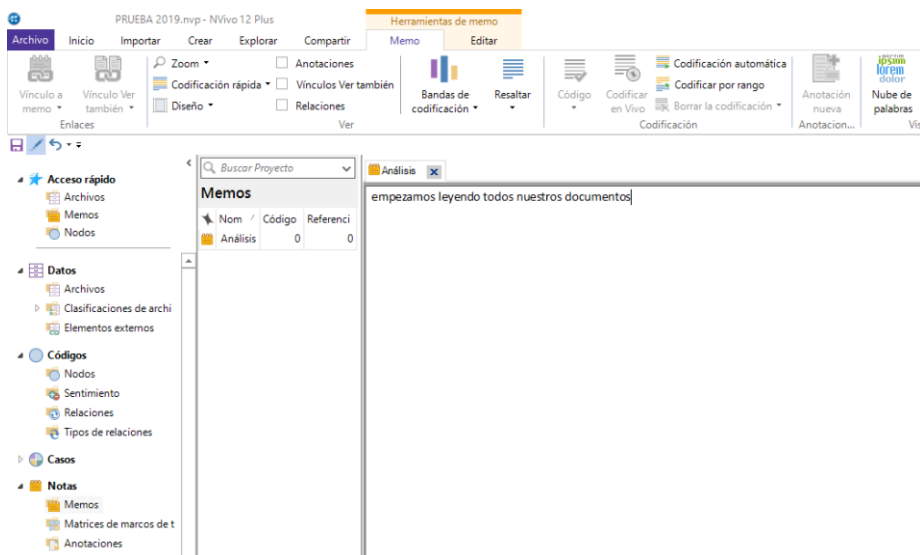 PRUEBA 2019.nvp - NVivo 12 Plus
Herramientas de memo
Archivo Inicio Importar Crear Explorar Compartir Memo Editar
Zoom Anotaciones Codificación automática
Codificación rápida Vínculos Ver también Codificar por rango
Diseño Relaciones Borrar la codificación
Vínculo a memo
Vínculo Ver también
Bandas de codificación
Resaltar
Código
Codificar en Vivo
Anotación nueva
lorem
dolor
Nube de palabras
Enlaces Ver Codificación Anotacion...
Buscar Proyecto
Análisis
Acceso rápido
Archivos
Memos
Nodos
Datos
Archivos
Clasificaciones de archi
Elementos externos
Códigos
Nodos
Sentimiento
Relaciones
Tipos de relaciones
Casos
Notas
Memos
Matrices de marcos de t
Anotaciones
Memos
Nom Código Referenci
Análisis 0 0
empezamos leyendo todos nuestros documentos